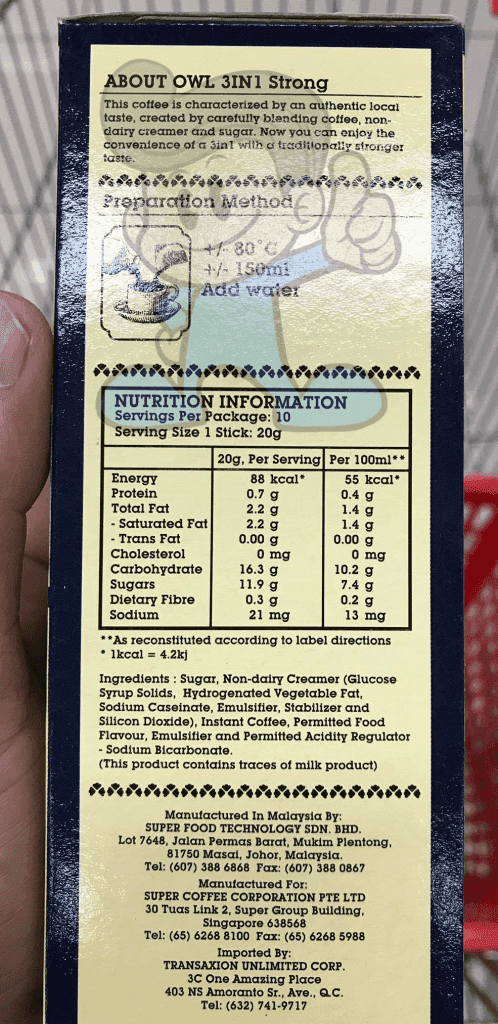 ABOUT OWL 3IN1 Strong
This coffee is characterized by an authentic local
taste, created by carefully blending coffee, non-
dairy creamer and sugar. Now you can enjoy the
convenience of a 3in1 with a traditionally stronger
taste.
Preparation Method
+/- 80°C
+/- 150ml
Add water
NUTRITION INFORMATION
Servings Per Package: 10
Serving Size 1 Stick: 20g
20g, Per Serving Per 100ml**
Energy 88 kcal* 55 kcal*
Protein 0.7 g 0.4 g
Total Fat 2.2 g 1.4 g
- Saturated Fat 2.2 g 1.4 g
- Trans Fat 0.00 g 0.00 g
Cholesterol 0 mg 0 mg
Carbohydrate 16.3 g 10.2 g
Sugars 11.9 g 7.4 g
Dietary Fibre 0.3 g 0.2 g
Sodium 21 mg 13 mg
**As reconstituted according to label directions
* 1kcal = 4.2kj
Ingredients : Sugar, Non-dairy Creamer (Glucose
Syrup Solids, Hydrogenated Vegetable Fat,
Sodium Caseinate, Emulsifier, Stabilizer and
Silicon Dioxide), Instant Coffee, Permitted Food
Flavour, Emulsifier and Permitted Acidity Regulator
- Sodium Bicarbonate.
(This product contains traces of milk product)
Manufactured In Malaysia By:
SUPER FOOD TECHNOLOGY SDN. BHD.
Lot 7648, Jalan Permas Barat, Mukim Plentong,
81750 Masai, Johor, Malaysia.
Tel: (607) 388 6868 Fax: (607) 388 0867
Manufactured For:
SUPER COFFEE CORPORATION PTE LTD
30 Tuas Link 2, Super Group Building,
Singapore 638568
Tel: (65) 6268 8100 Fax: (65) 6268 5988
Imported By:
TRANSAXION UNLIMITED CORP.
3C One Amazing Place
403 NS Amoranto Sr., Ave., Q.C.
Tel: (632) 741-9717